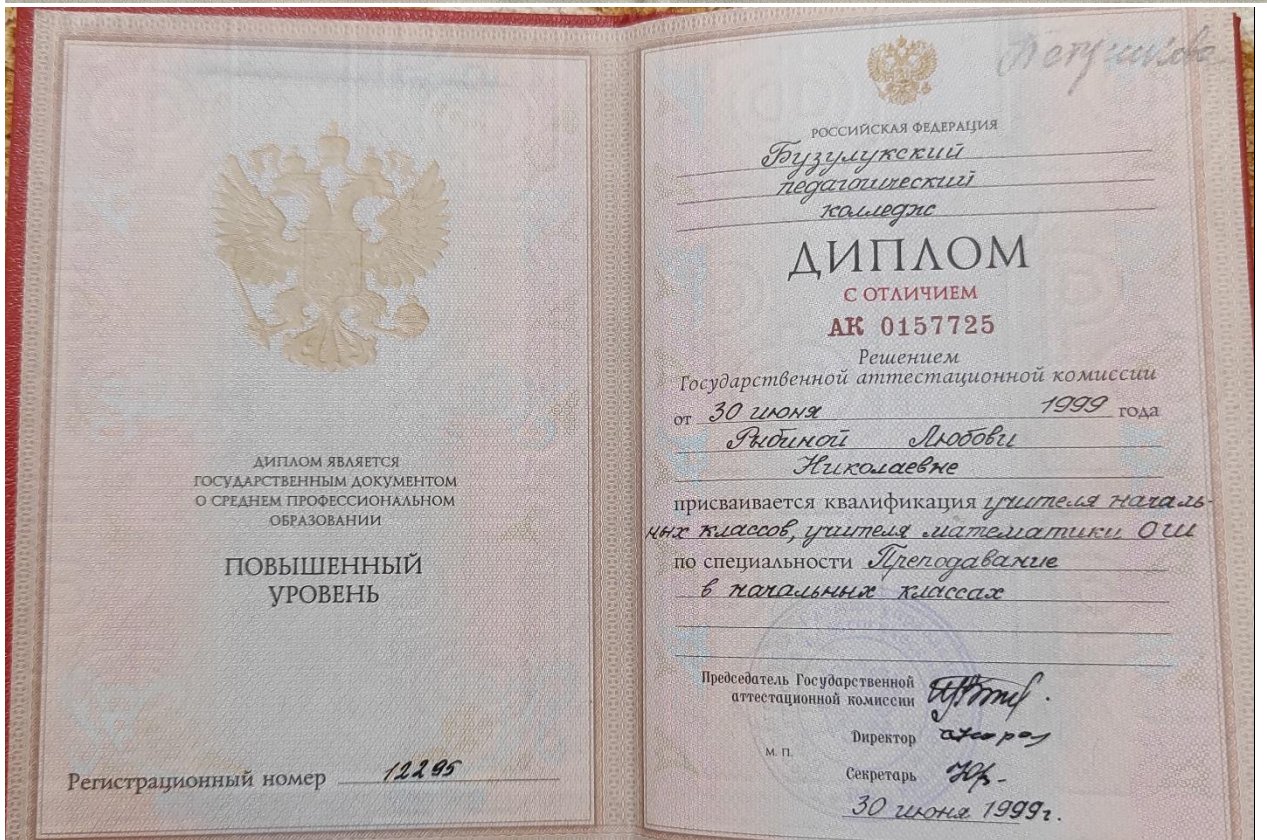 ДИПЛОМ ЯВЛЯЕТСЯ
ГОСУДАРСТВЕННЫМ ДОКУМЕНТОМ
О СРЕДНЕМ ПРОФЕССИОНАЛЬНОМ
ОБРАЗОВАНИИ
ПОВЫШЕННЫЙ
УРОВЕНЬ
Регистрационный номер 12295
РОССИЙСКАЯ ФЕДЕРАЦИЯ
Бузулукский
педагогический
колледж
ДИПЛОМ
С ОТЛИЧИЕМ
АК 0157725
Решением
Государственной аттестационной комиссии
от 30 июня 1999 года
Рыбиной Любови
Николаевне
присваивается квалификация учителя началь-
ных классов, учителя математики ОШ
по специальности Преподавание
в начальных классах
Председатель Государственной
аттестационной комиссии
Директор
М. П.
Секретарь
30 июня 1999г.